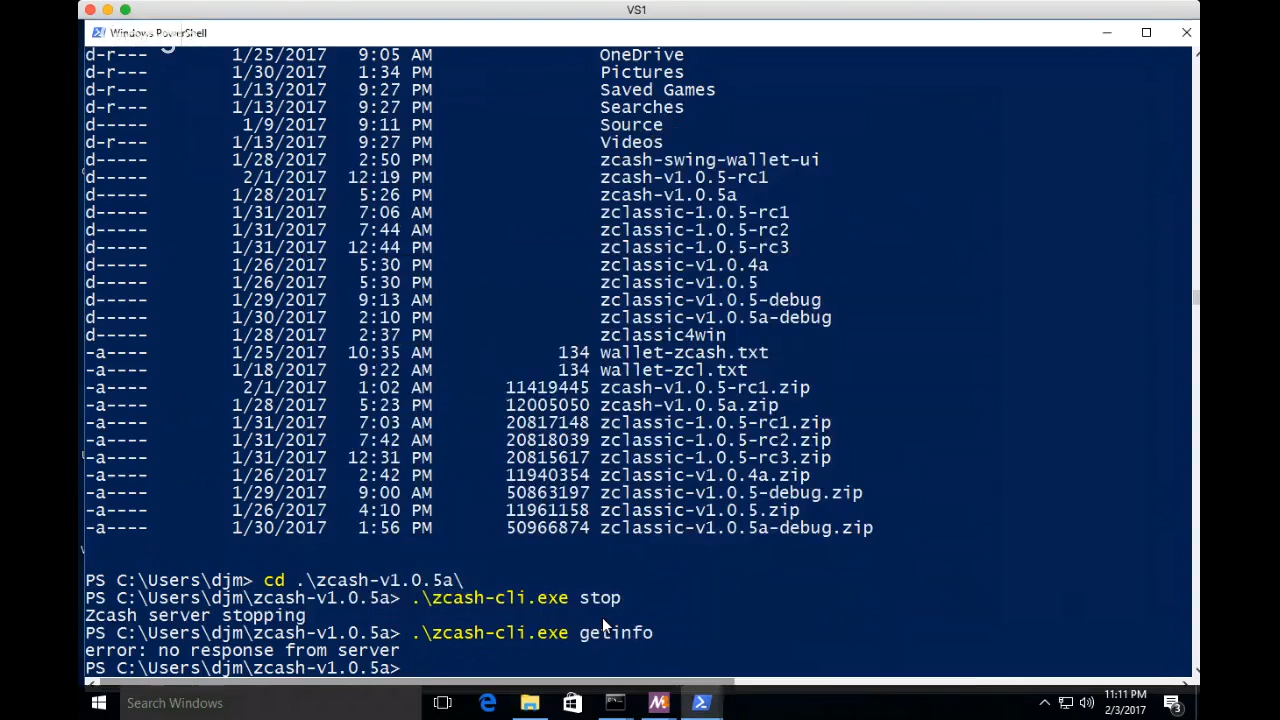 VS1
Windows PowerShell
d-r--- 1/25/2017 9:05 AM OneDrive
d-r--- 1/30/2017 1:34 PM Pictures
d-r--- 1/13/2017 9:27 PM Saved Games
d-r--- 1/13/2017 9:27 PM Searches
d----- 1/9/2017 9:11 PM Source
d-r--- 1/13/2017 9:27 PM Videos
d----- 1/28/2017 2:50 PM zcash-swing-wallet-ui
d----- 2/1/2017 12:19 PM zcash-v1.0.5-rc1
d----- 1/28/2017 5:26 PM zcash-v1.0.5a
d----- 1/31/2017 7:06 AM zclassic-1.0.5-rc1
d----- 1/31/2017 7:44 AM zclassic-1.0.5-rc2
d----- 1/31/2017 12:44 PM zclassic-1.0.5-rc3
d----- 1/26/2017 5:30 PM zclassic-v1.0.4a
d----- 1/26/2017 5:30 PM zclassic-v1.0.5
d----- 1/29/2017 9:13 AM zclassic-v1.0.5-debug
d----- 1/30/2017 2:10 PM zclassic-v1.0.5a-debug
d----- 1/28/2017 2:37 PM zclassic4win
-a---- 1/25/2017 10:35 AM 134 wallet-zcash.txt
-a---- 1/18/2017 9:22 AM 134 wallet-zcl.txt
-a---- 2/1/2017 1:02 AM 11419445 zcash-v1.0.5-rc1.zip
-a---- 1/28/2017 5:23 PM 12005050 zcash-v1.0.5a.zip
-a---- 1/31/2017 7:03 AM 20817148 zclassic-v1.0.5-rc1.zip
-a---- 1/31/2017 7:42 AM 20818039 zclassic-v1.0.5-rc2.zip
-a---- 1/31/2017 12:31 PM 20815617 zclassic-v1.0.5-rc3.zip
-a---- 1/26/2017 2:42 PM 11940354 zclassic-v1.0.4a.zip
-a---- 1/29/2017 9:00 AM 50863197 zclassic-v1.0.5-debug.zip
-a---- 1/26/2017 4:10 PM 11961158 zclassic-v1.0.5.zip
-a---- 1/30/2017 1:56 PM 50966874 zclassic-v1.0.5a-debug.zip
PS C:\Users\djm> cd .\zcash-v1.0.5a\
PS C:\Users\djm\zcash-v1.0.5a> .\zcash-cli.exe stop
Zcash server stopping
PS C:\Users\djm\zcash-v1.0.5a> .\zcash-cli.exe getinfo
error: no response from server
PS C:\Users\djm\zcash-v1.0.5a>
Search Windows
11:11 PM
2/3/2017
3